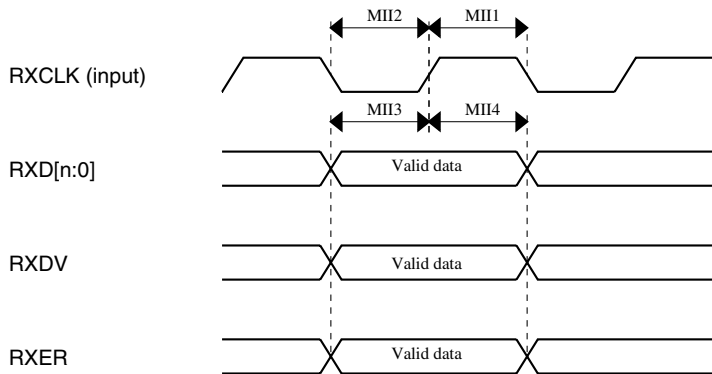 MII2 MII1
RXCLK (input)
MII3 MII4
RXD[n:0] Valid data
RXDV Valid data
RXER Valid data